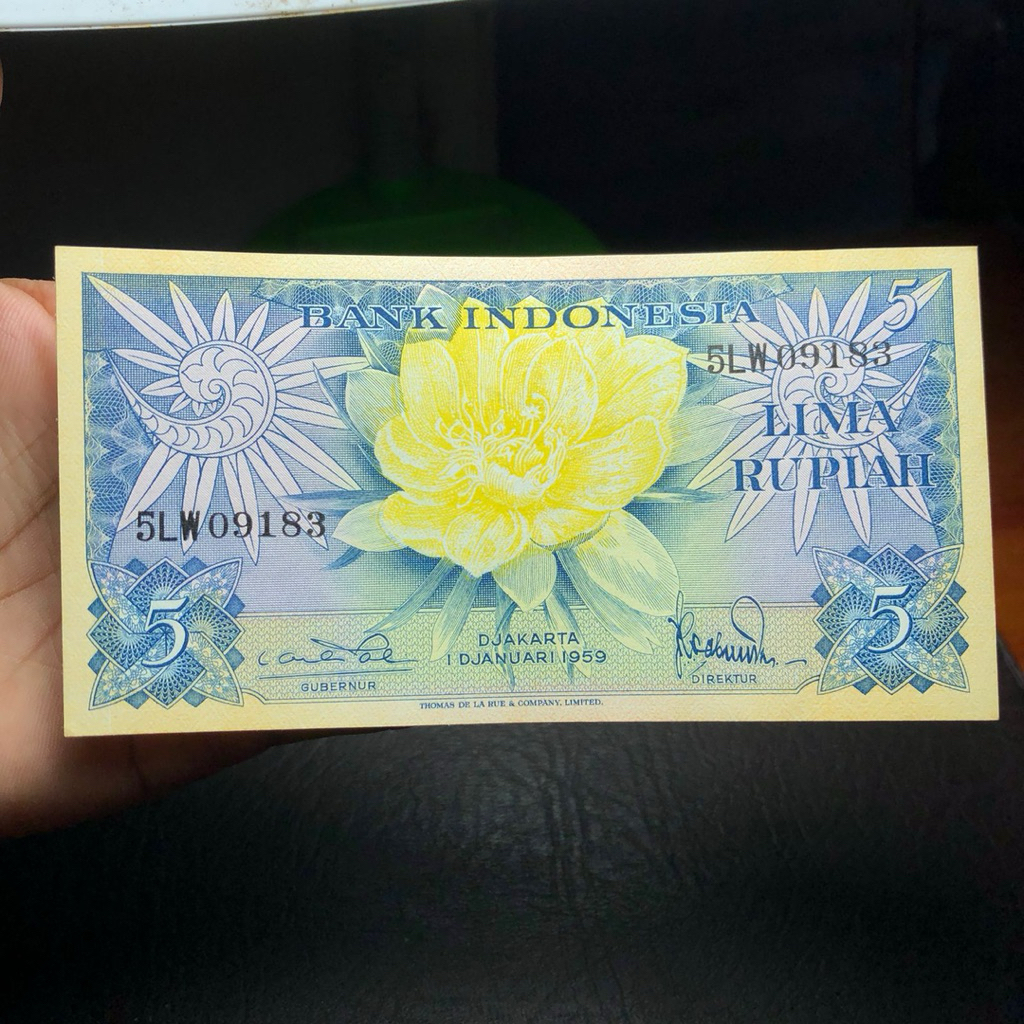 BANK INDONESIA
5
5LW09183
LIMA
RUPIAH
5LW09183
5
5
DJAKARTA
1 DJANUARI 1959
GUBERNUR
DIREKTUR
THOMAS DE LA RUE & COMPANY, LIMITED.